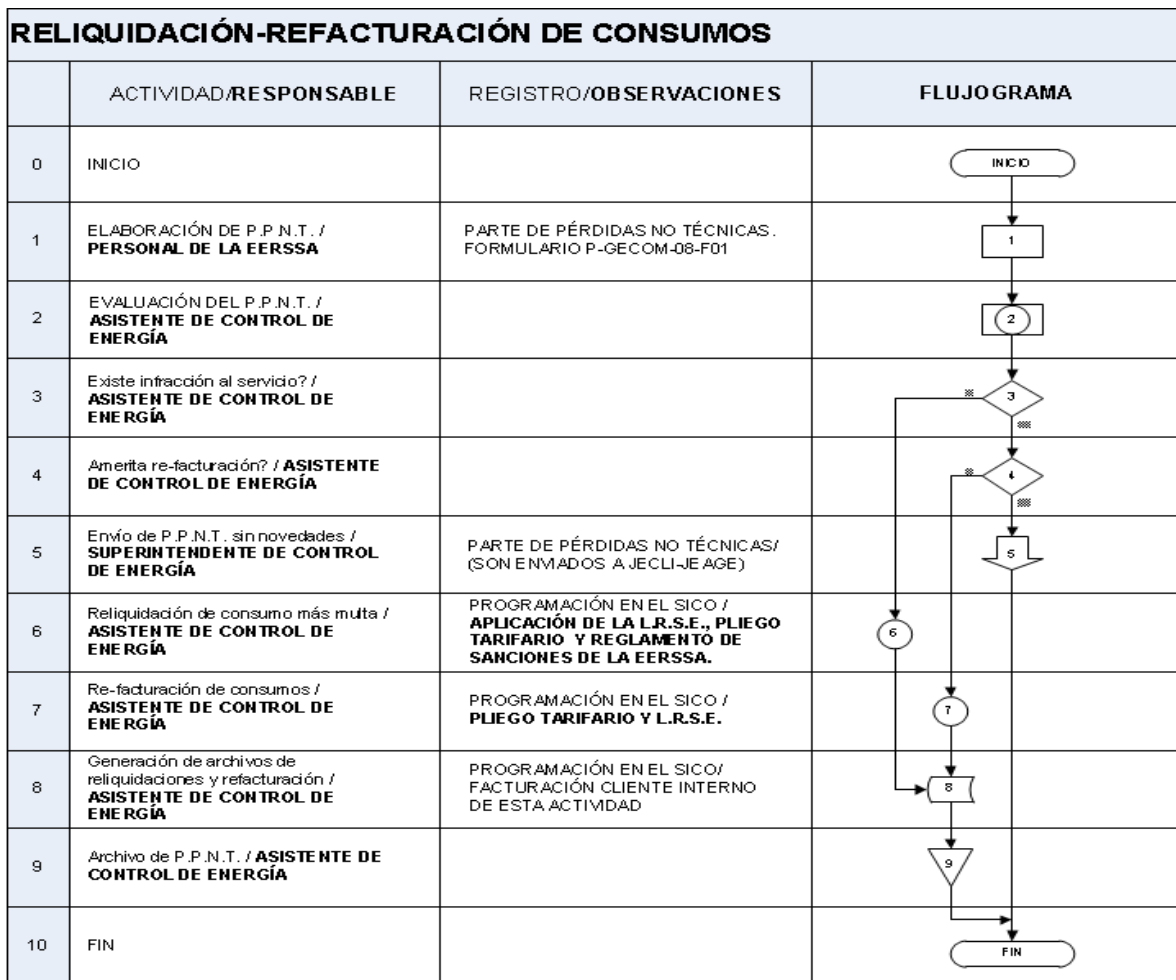 RELIQUIDACIÓN-REFACTURACIÓN DE CONSUMOS
ACTIVIDAD/RESPONSABLE
REGISTRO/OBSERVACIONES
FLUJOGRAMA
0
INICIO
INICIO
1
ELABORACIÓN DE P.P.N.T. /
PERSONAL DE LA EERSSA
PARTE DE PÉRDIDAS NO TÉCNICAS.
FORMULARIO P-GECOM-08-F01
1
2
EVALUACIÓN DEL P.P.N.T. /
ASISTENTE DE CONTROL DE
ENERGÍA
2
3
Existe infracción al servicio? /
ASISTENTE DE CONTROL DE
ENERGÍA
3
4
Amerita re-facturación? / ASISTENTE
DE CONTROL DE ENERGÍA
4
5
Envío de P.P.N.T. sin novedades /
SUPERINTENDENTE DE CONTROL
DE ENERGÍA
PARTE DE PÉRDIDAS NO TÉCNICAS/
(SON ENVIADOS A JECLI-JEAGE)
5
6
Reliquidación de consumo más multa /
ASISTENTE DE CONTROL DE
ENERGÍA
PROGRAMACIÓN EN EL SICO /
APLICACIÓN DE LA L.R.S.E., PLIEGO
TARIFARIO Y REGLAMENTO DE
SANCIONES DE LA EERSSA.
6
7
Re-facturación de consumos /
ASISTENTE DE CONTROL DE
ENERGÍA
PROGRAMACIÓN EN EL SICO /
PLIEGO TARIFARIO Y L.R.S.E.
7
8
Generación de archivos de
reliquidaciones y refacturación /
ASISTENTE DE CONTROL DE
ENERGÍA
PROGRAMACIÓN EN EL SICO/
FACTURACIÓN CLIENTE INTERNO
DE ESTA ACTIVIDAD
8
9
Archivo de P.P.N.T. / ASISTENTE DE
CONTROL DE ENERGÍA
9
10
FIN
FIN